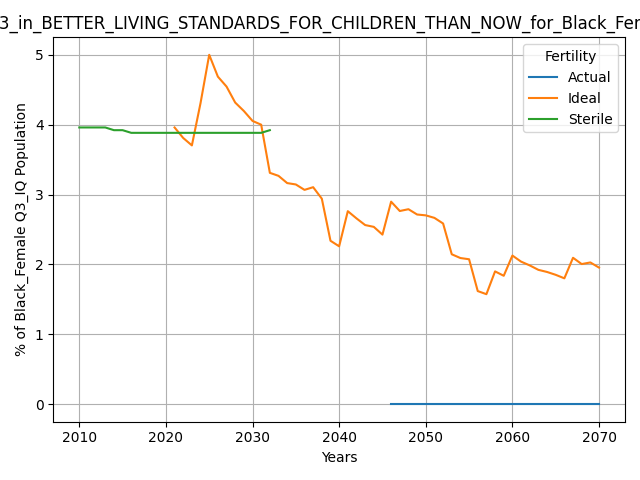 3_in_BETTER_LIVING_STANDARDS_FOR_CHILDREN_THAN_NOW_for_Black_Fer
Fertility
Actual
Ideal
Sterile
% of Black_Female Q3_IQ Population
5
4
3
2
1
0
2010 2020 2030 2040 2050 2060 2070
Years